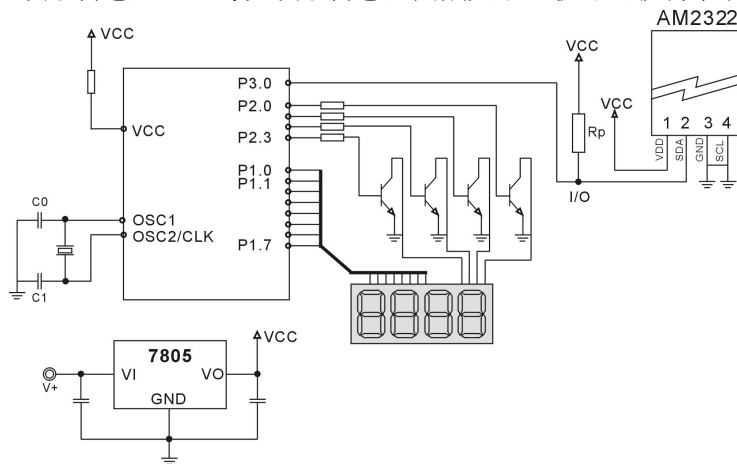 AM2322
VCC
VCC
P3.0
P2.0
VCC
VCC
P2.3
Rp
1 2 3 4
VDD
SDA
GND
SCL
P1.0
P1.1
I/O
C0
OSC1
OSC2/CLK
P1.7
C1
VCC
7805
VI VO
V+
GND